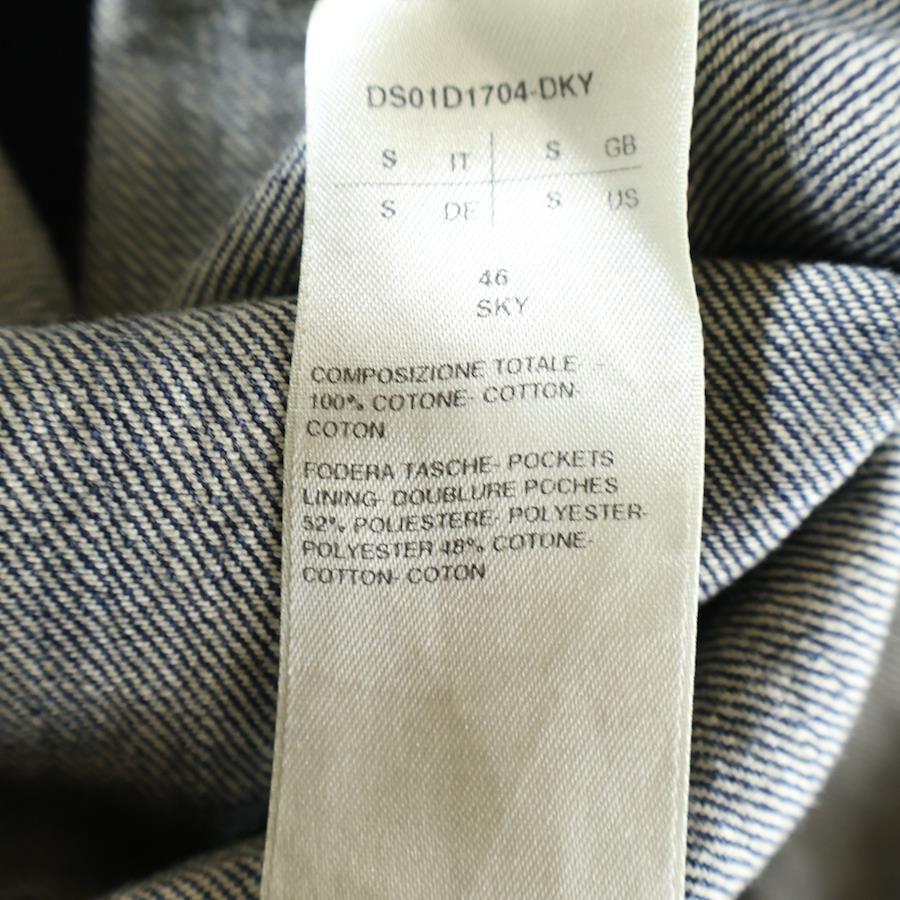 DS01D1704-DKY
S IT S GB
S DE S US
46
SKY
COMPOSIZIONE TOTALE- -
100% COTONE- COTTON-
COTON
FODERA TASCHE- POCKETS
LINING- DOUBLURE POCHES
52% POLIESTERE- POLYESTER-
POLYESTER 48% COTONE-
COTTON- COTON